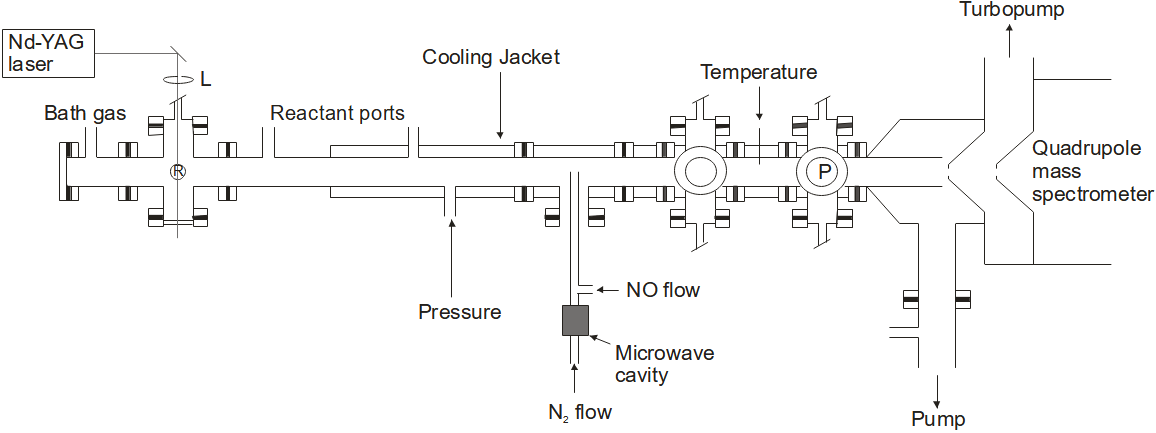 Turbopump
Nd-YAG
laser
L
Cooling Jacket
Temperature
Bath gas
Reactant ports
Quadrupole
mass
spectrometer
R
P
Pressure
NO flow
Microwave
cavity
N₂ flow
Pump